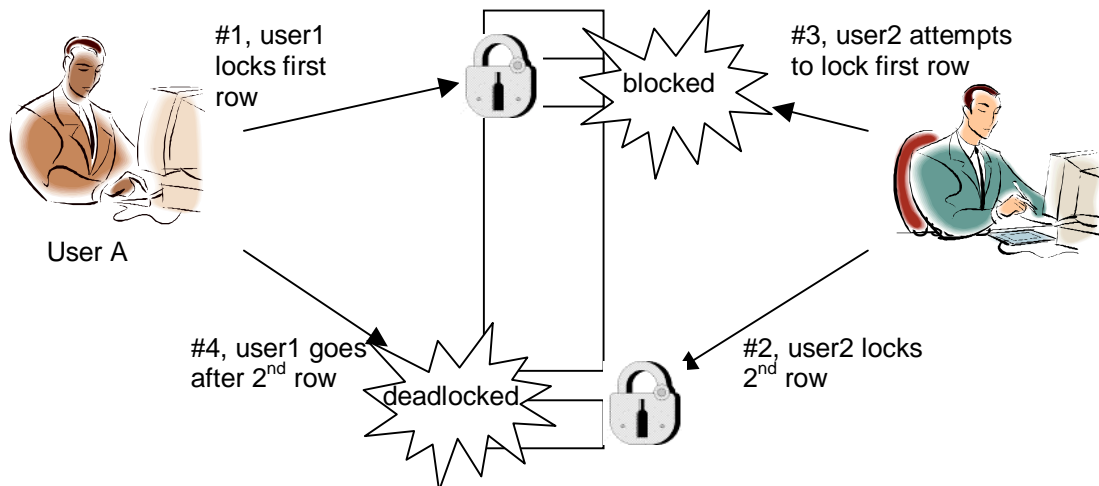 #1, user1
locks first
row
blocked
#3, user2 attempts
to lock first row
User A
#4, user1 goes
after 2nd row
deadlocked
#2, user2 locks
2nd row